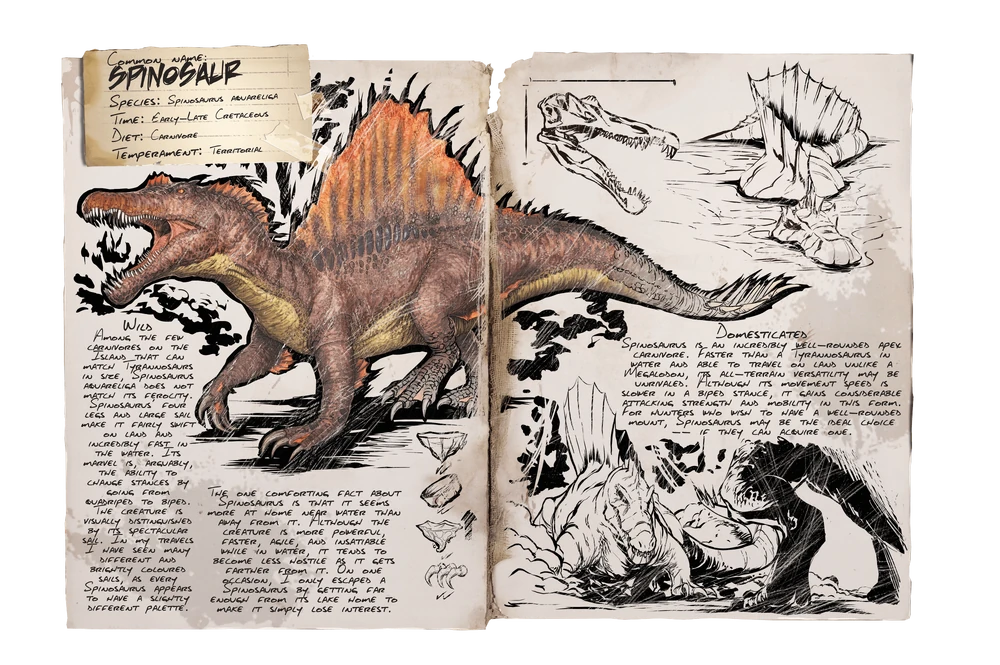 Common name:
Spinosaur
Species: Spinosaurus aquareliga
Time: Early-Late Cretaceous
Diet: Carnivore
Temperament: Territorial
Wild
Among the few
carnivores on the
Island that can
match Tyrannosaurs
in size, Spinosaurus
aquareliga does not
match its ferocity.
Spinosaurus' four
legs and large sail
make it fairly swift
on land and
incredibly fast in
the water. Its
marvel is, arguably,
the ability to
change stances by
going from
quadriped to biped.
The creature is
visually distinguished
by its spectacular
sail. In my travels
I have seen many
different and
brightly coloured
sails, as every
Spinosaurus appears
to have a slightly
different palette.
The one comforting fact about
Spinosaurus is that it seems
more at home near water than
away from it. Although the
creature is more powerful,
faster, agile, and insatiable
while in water, it tends to
become less hostile as it gets
farther from it. On one
occasion, I only escaped a
Spinosaurus by getting far
enough from its lake home to
make it simply lose interest.
Domesticated
Spinosaurus is an incredibly well-rounded apex
carnivore. Faster than a Tyrannosaurus in
water and able to travel on land unlike a
Megalodon, its all-terrain versatility may be
unrivaled. Although its movement speed is
slower in a biped stance, it gains considerable
attacking strength and mobility in this form.
For hunters who wish to have a well-rounded
mount, Spinosaurus may be the ideal choice
-- if they can acquire one.